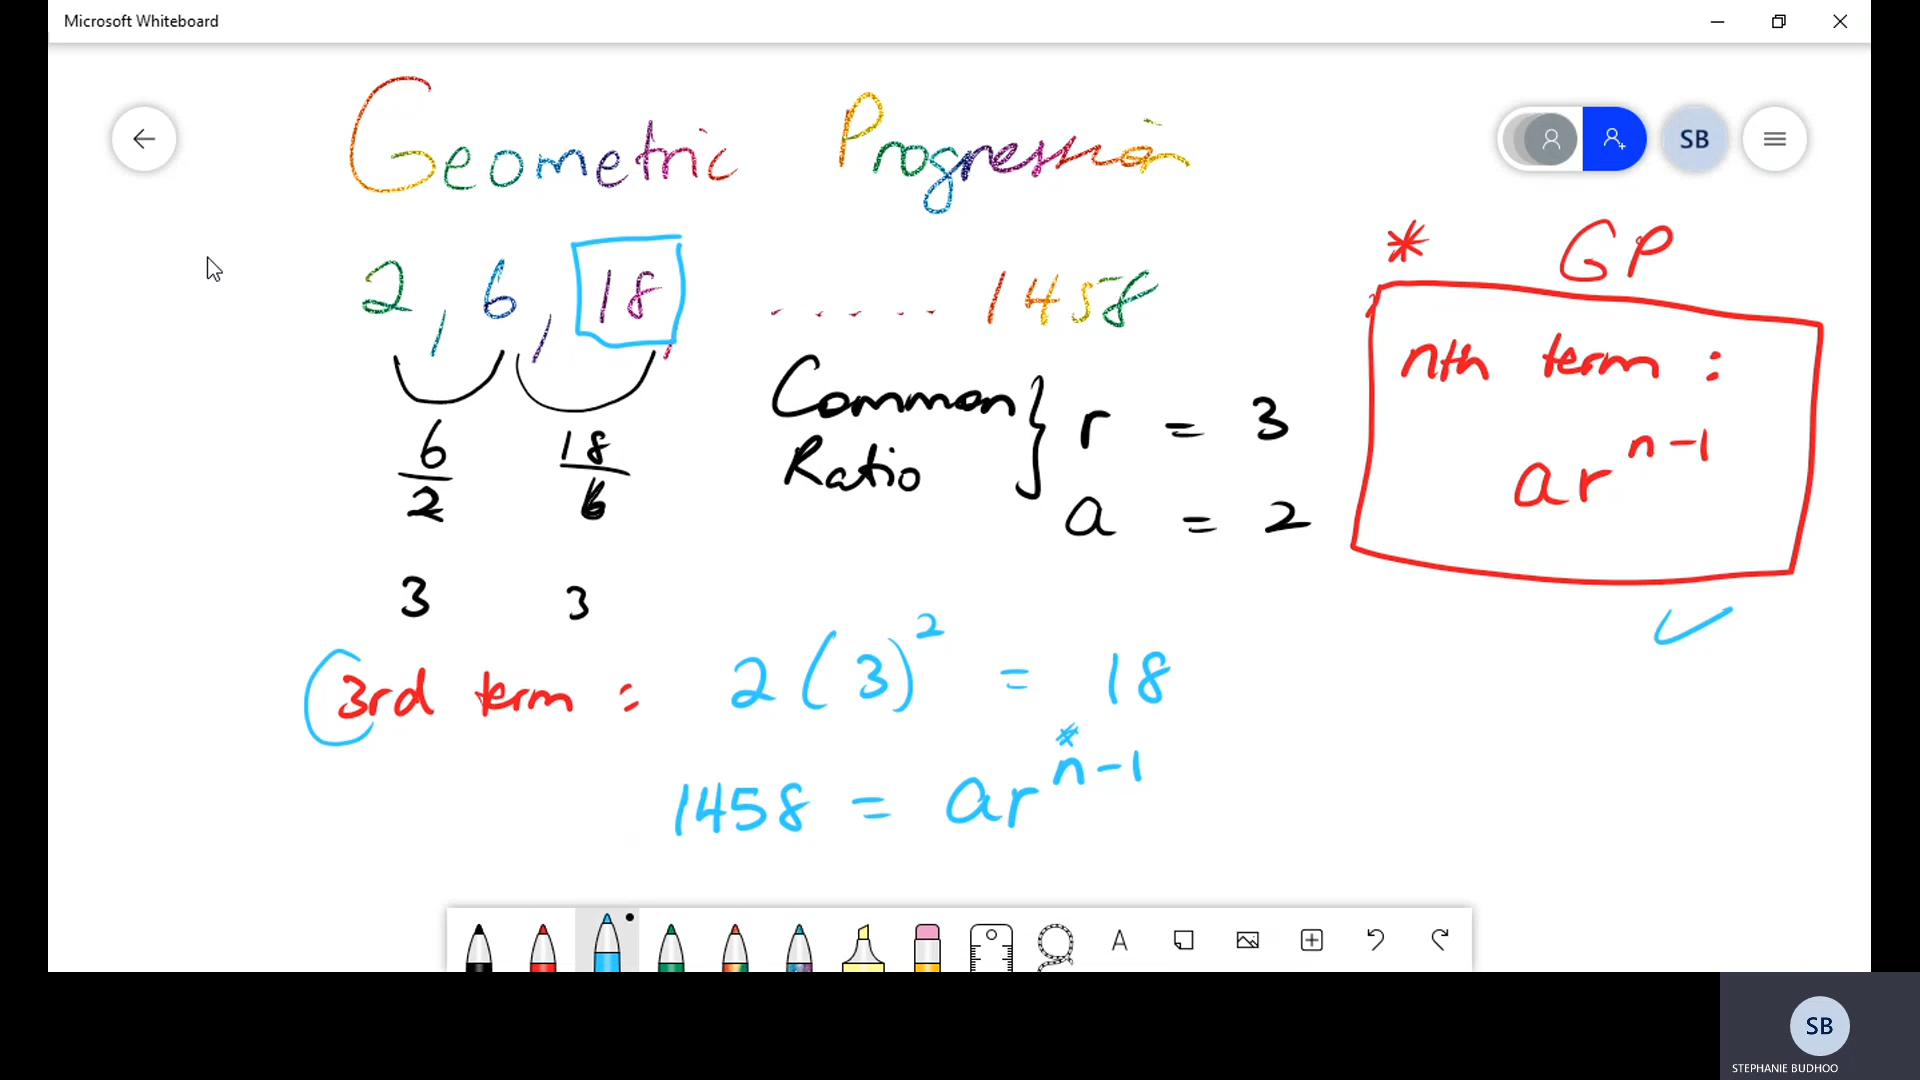 Microsoft Whiteboard
Geometric Progression
SB
2, 6, 18, ........ 1458
* GP
nth term :
ar^{n-1}
6/2 18/6
Common Ratio } r = 3
a = 2
3 3
3rd term : 2(3)^2 = 18
*
1458 = ar^{n-1}
A
SB
STEPHANIE BUDHOO